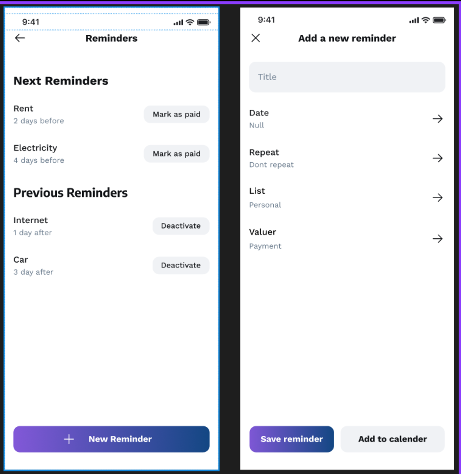 9:41
Reminders
Next Reminders
Rent
2 days before
Mark as paid
Electricity
4 days before
Mark as paid
Previous Reminders
Internet
1 day after
Deactivate
Car
3 day after
Deactivate
New Reminder
9:41
Add a new reminder
Title
Date
Null
Repeat
Dont repeat
List
Personal
Valuer
Payment
Save reminder
Add to calender